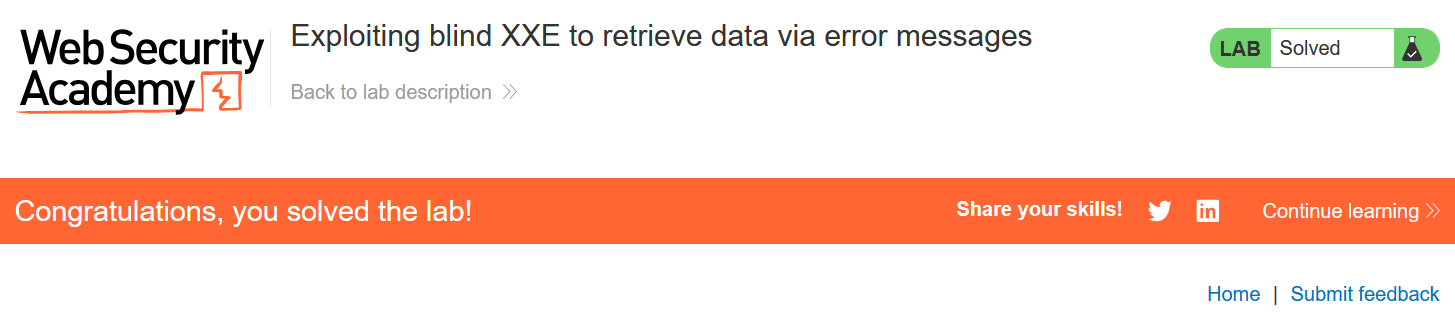 Web Security
Academy
Exploiting blind XXE to retrieve data via error messages
Back to lab description
LAB Solved
Congratulations, you solved the lab!
Share your skills!
Continue learning
Home | Submit feedback